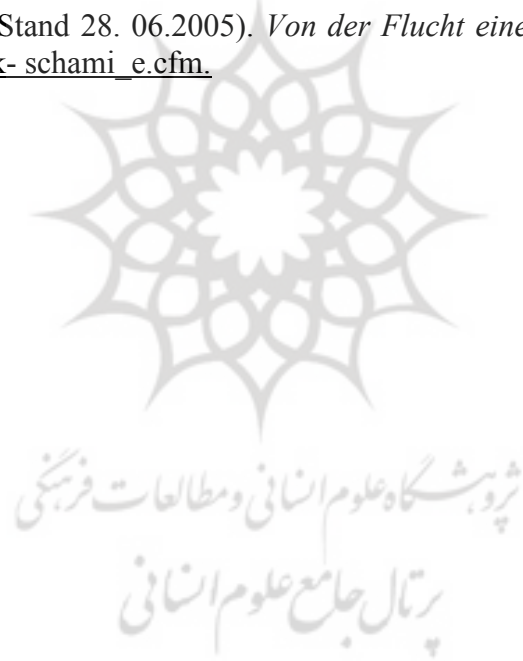 Stand 28. 06.2005). Von der Flucht eine
k- schami_e.cfm.
پژوهشگاه علوم انسانی و مطالعات فرهنگی
پرتال جامع علوم انسانی